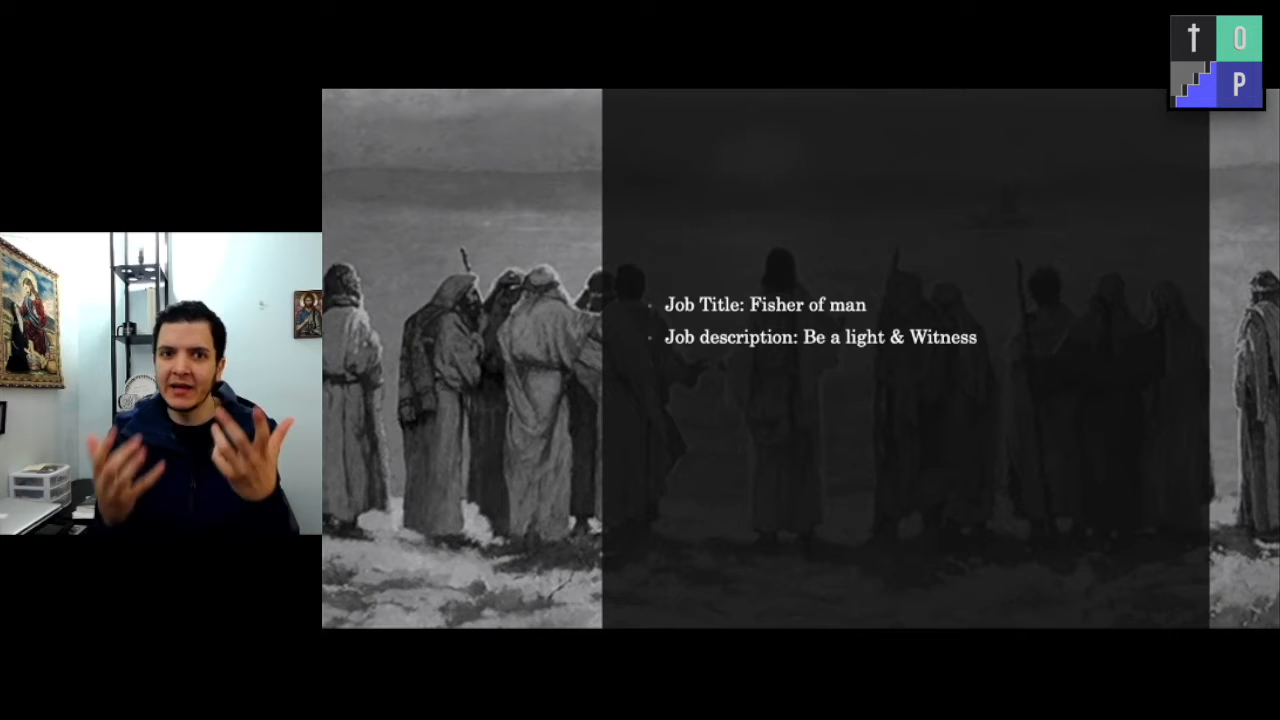 † O
P
Job Title: Fisher of man
Job description: Be a light & Witness